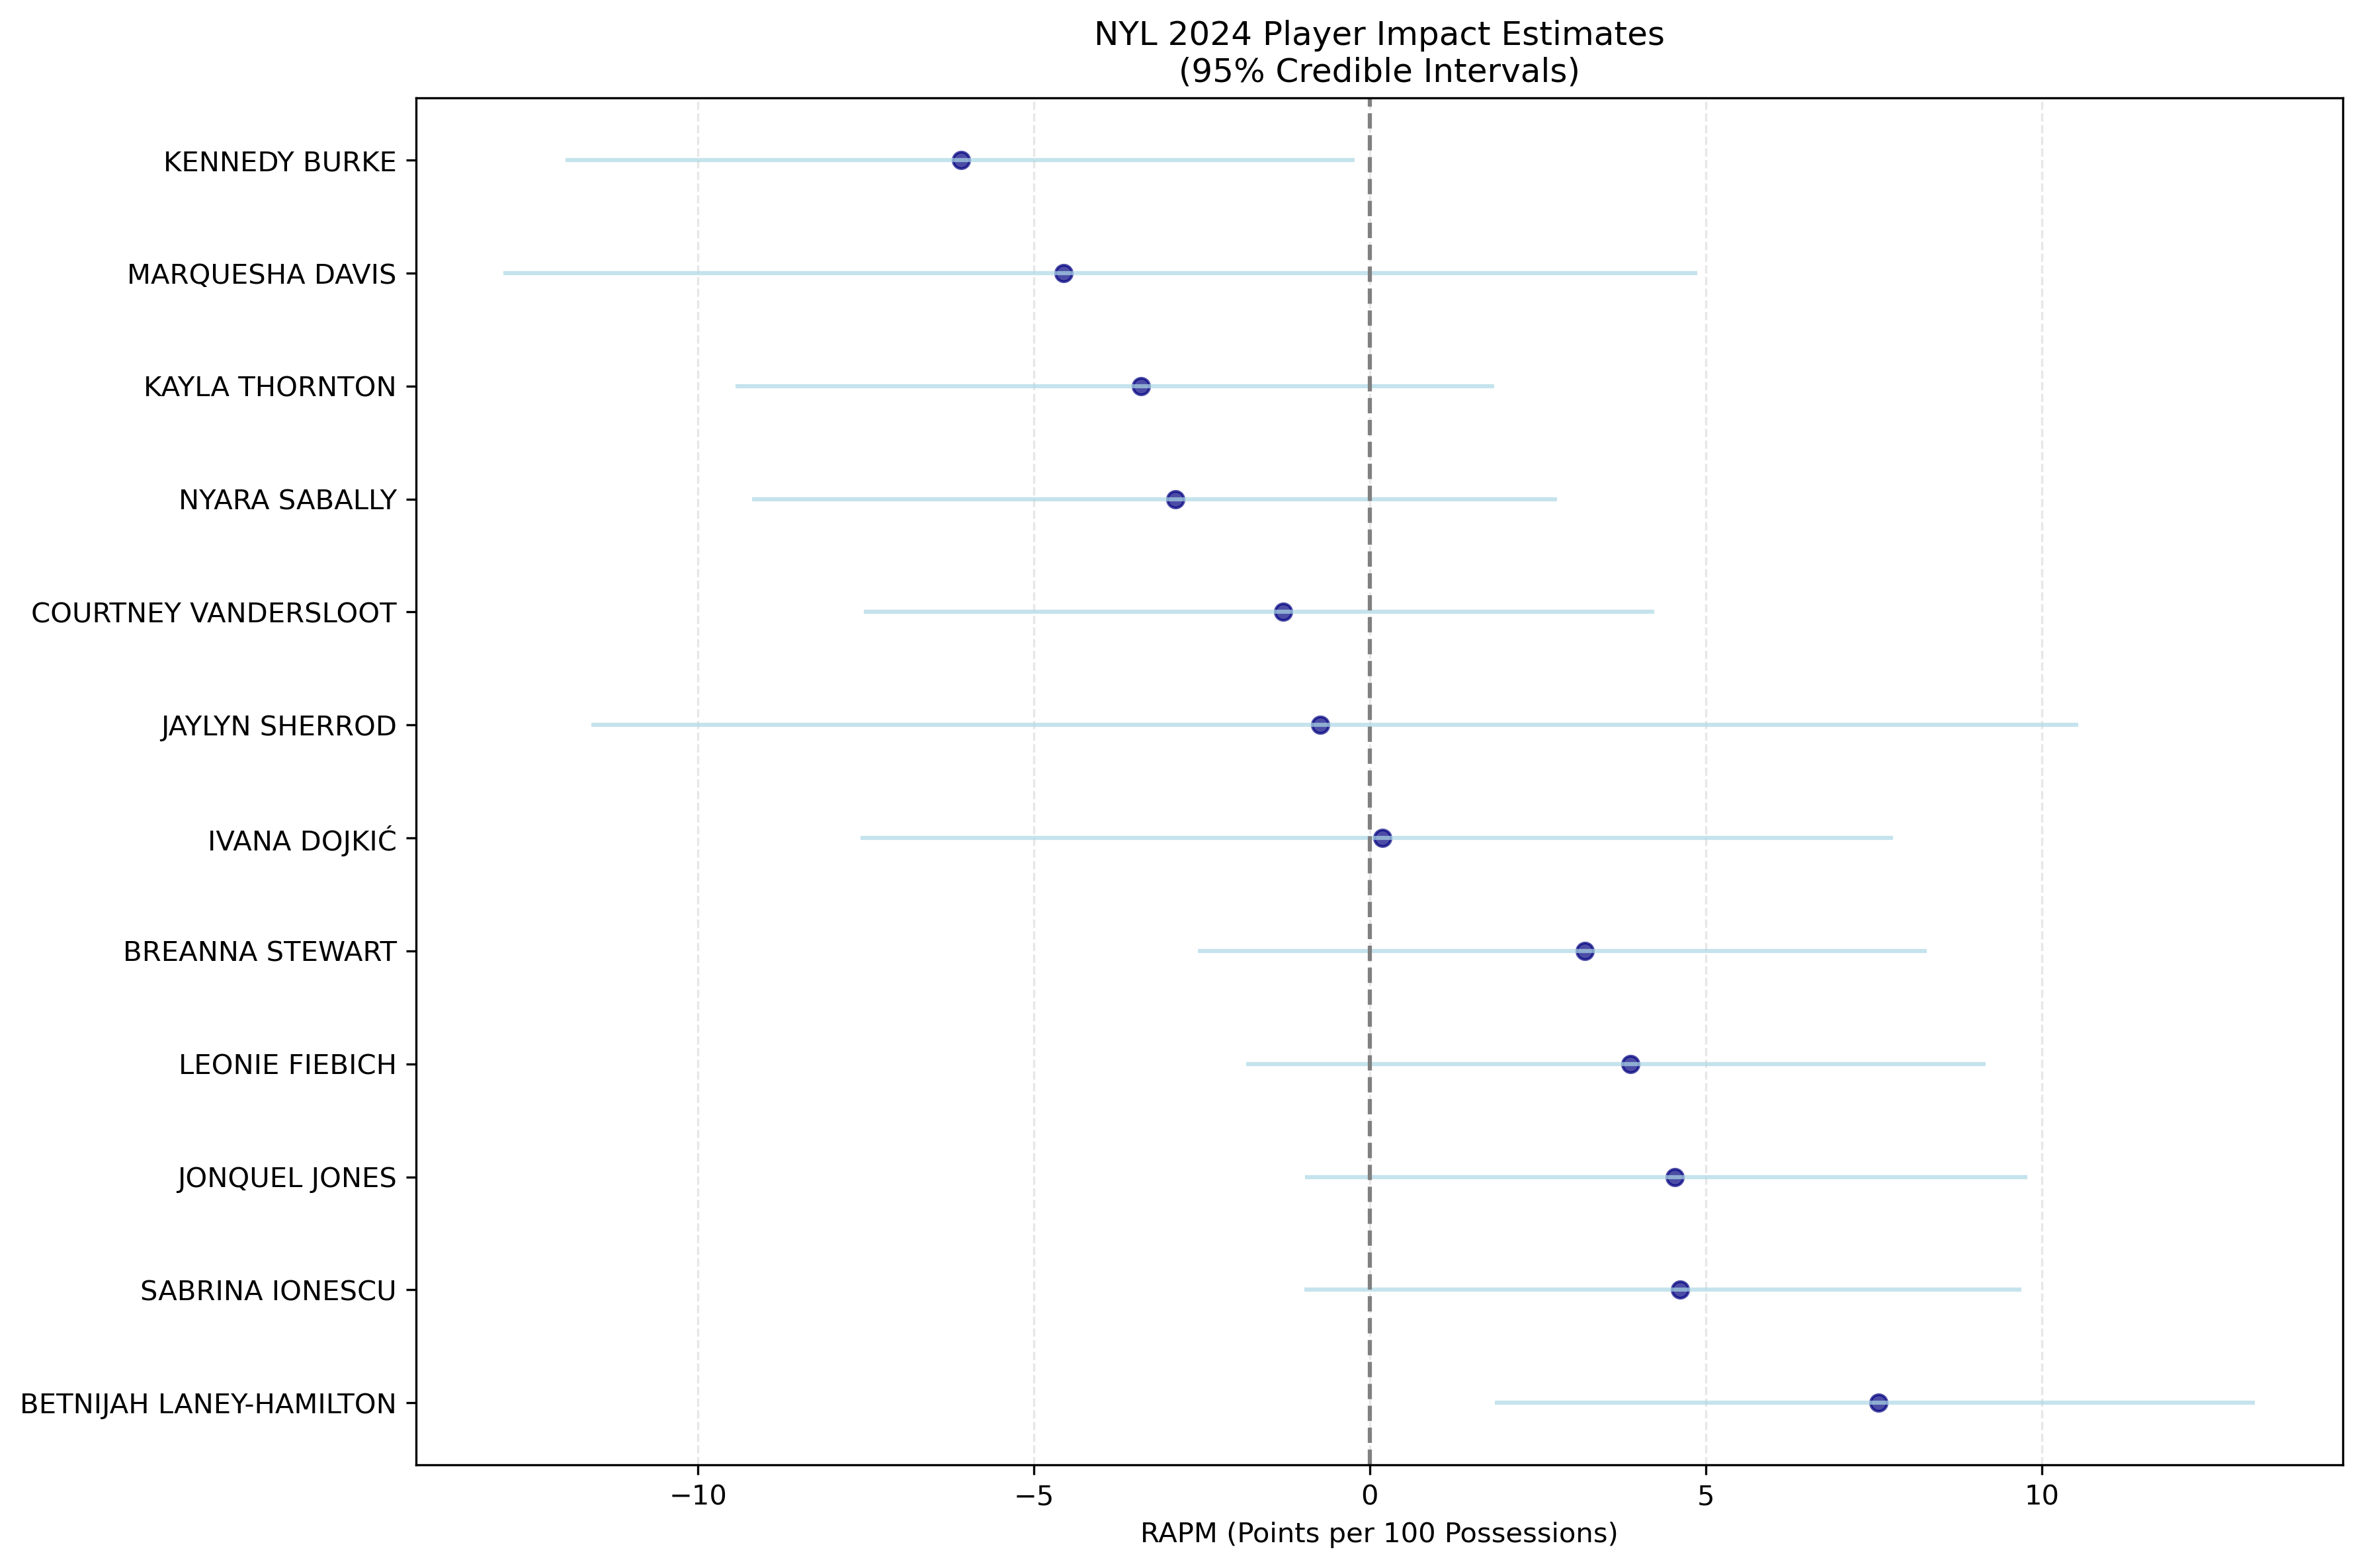 NYL 2024 Player Impact Estimates
(95% Credible Intervals)
KENNEDY BURKE
MARQUESHA DAVIS
KAYLA THORNTON
NYARA SABALLY
COURTNEY VANDERSLOOT
JAYLYN SHERROD
IVANA DOJKIĆ
BREANNA STEWART
LEONIE FIEBICH
JONQUEL JONES
SABRINA IONESCU
BETNIJAH LANEY-HAMILTON
−10 −5 0 5 10
RAPM (Points per 100 Possessions)